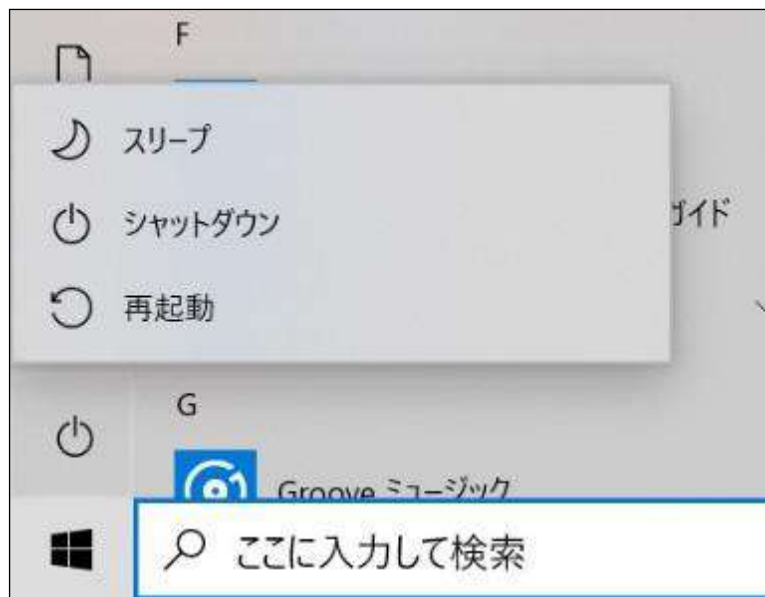 F
スリープ
シャットダウン
ガイド
再起動
G
Groove ミュージック
ここに入力して検索